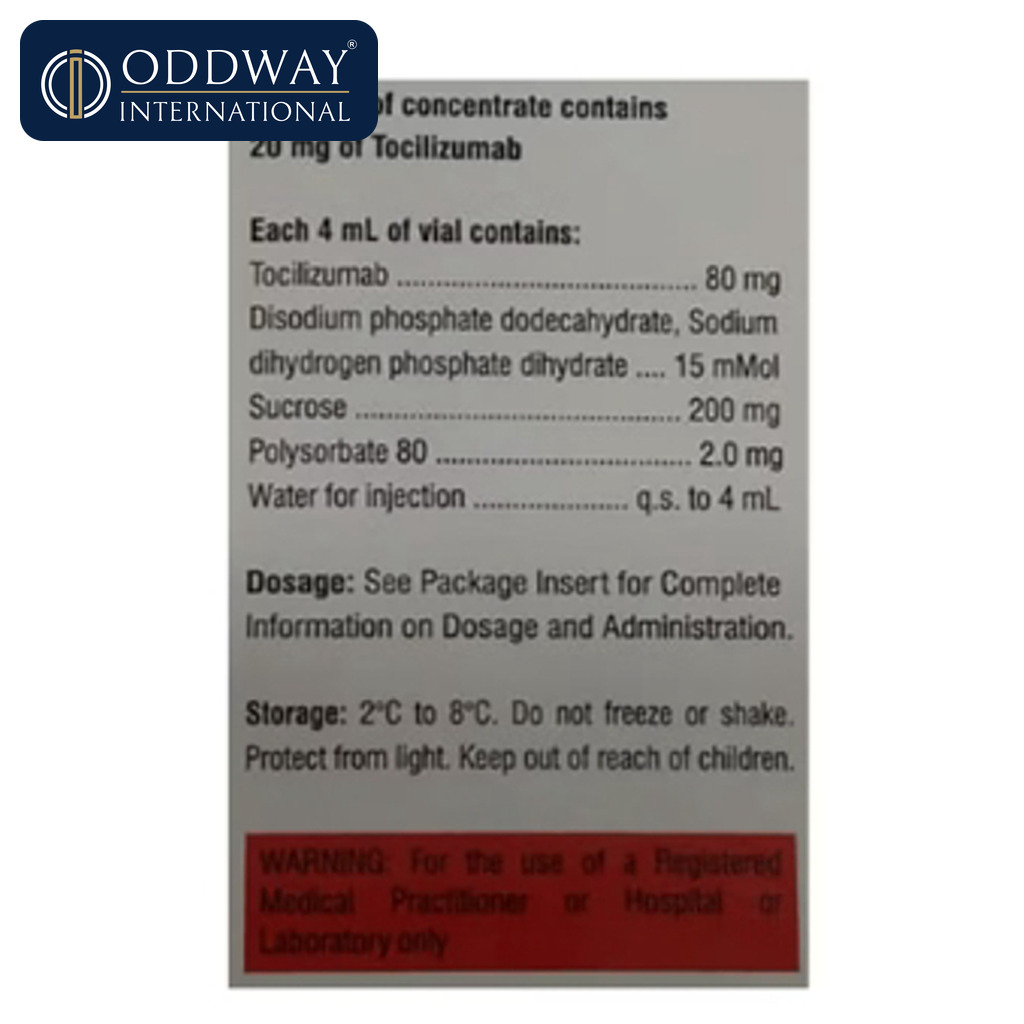 ODDWAY®
INTERNATIONAL
of concentrate contains
20 mg of Tocilizumab
Each 4 mL of vial contains:
Tocilizumab ........................................ 80 mg
Disodium phosphate dodecahydrate, Sodium
dihydrogen phosphate dihydrate .... 15 mMol
Sucrose ............................................ 200 mg
Polysorbate 80 ................................... 2.0 mg
Water for injection ..................... q.s. to 4 mL
Dosage: See Package Insert for Complete
Information on Dosage and Administration.
Storage: 2°C to 8°C. Do not freeze or shake.
Protect from light. Keep out of reach of children.
WARNING: For the use of a Registered
Medical Practitioner or Hospital or
Laboratory only